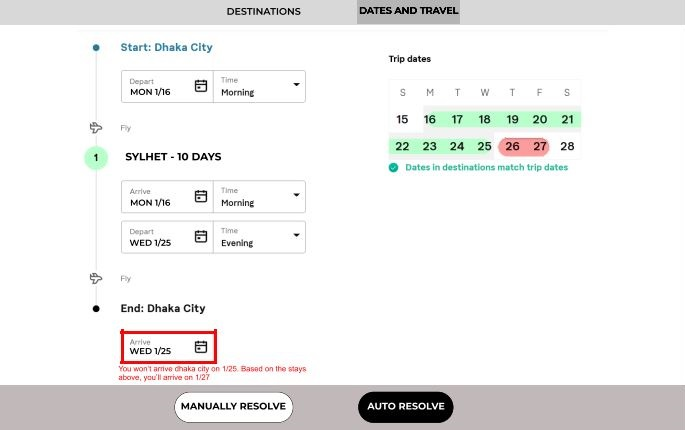 DESTINATIONS
DATES AND TRAVEL
Start: Dhaka City
Depart
MON 1/16
Time
Morning
Fly
1
SYLHET - 10 DAYS
Arrive
MON 1/16
Time
Morning
Depart
WED 1/25
Time
Evening
Fly
End: Dhaka City
Arrive
WED 1/25
You won't arrive dhaka city on 1/25. Based on the stays
above, you'll arrive on 1/27
Trip dates
S M T W T F S
15 16 17 18 19 20 21
22 23 24 25 26 27 28
Dates in destinations match trip dates
MANUALLY RESOLVE
AUTO RESOLVE